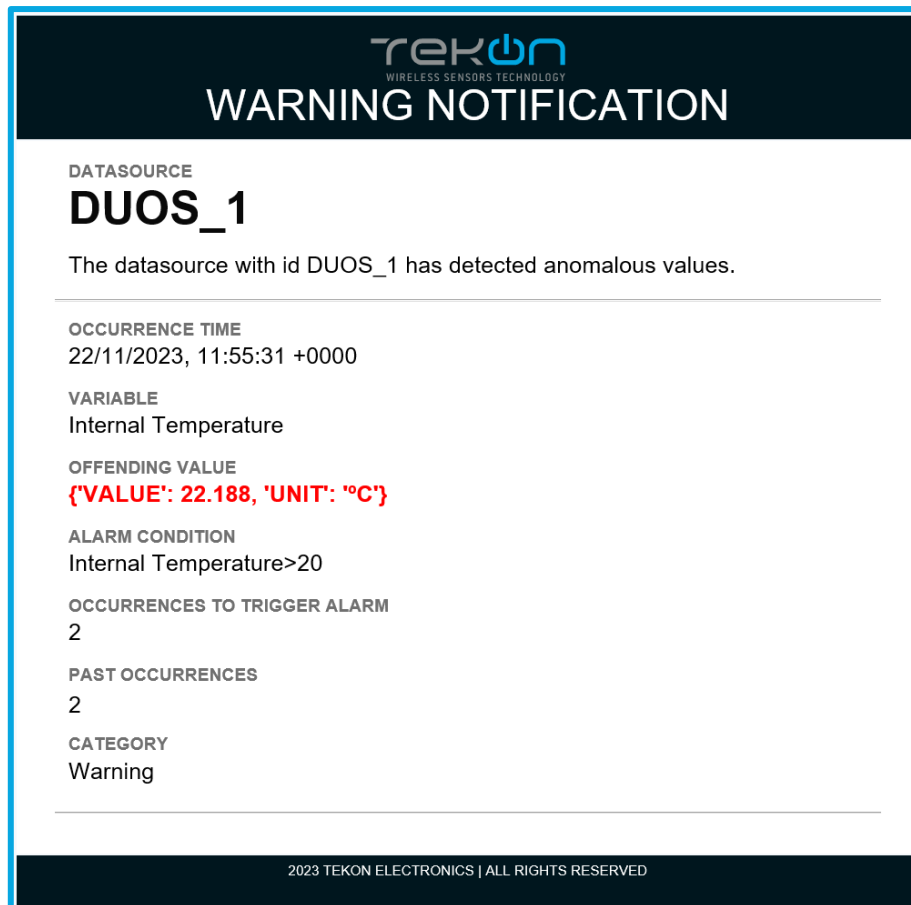 TEKON
WIRELESS SENSORS TECHNOLOGY
WARNING NOTIFICATION
DATASOURCE
DUOS_1
The datasource with id DUOS_1 has detected anomalous values.
OCCURRENCE TIME
22/11/2023, 11:55:31 +0000
VARIABLE
Internal Temperature
OFFENDING VALUE
{'VALUE': 22.188, 'UNIT': 'ºC'}
ALARM CONDITION
Internal Temperature>20
OCCURRENCES TO TRIGGER ALARM
2
PAST OCCURRENCES
2
CATEGORY
Warning
2023 TEKON ELECTRONICS | ALL RIGHTS RESERVED